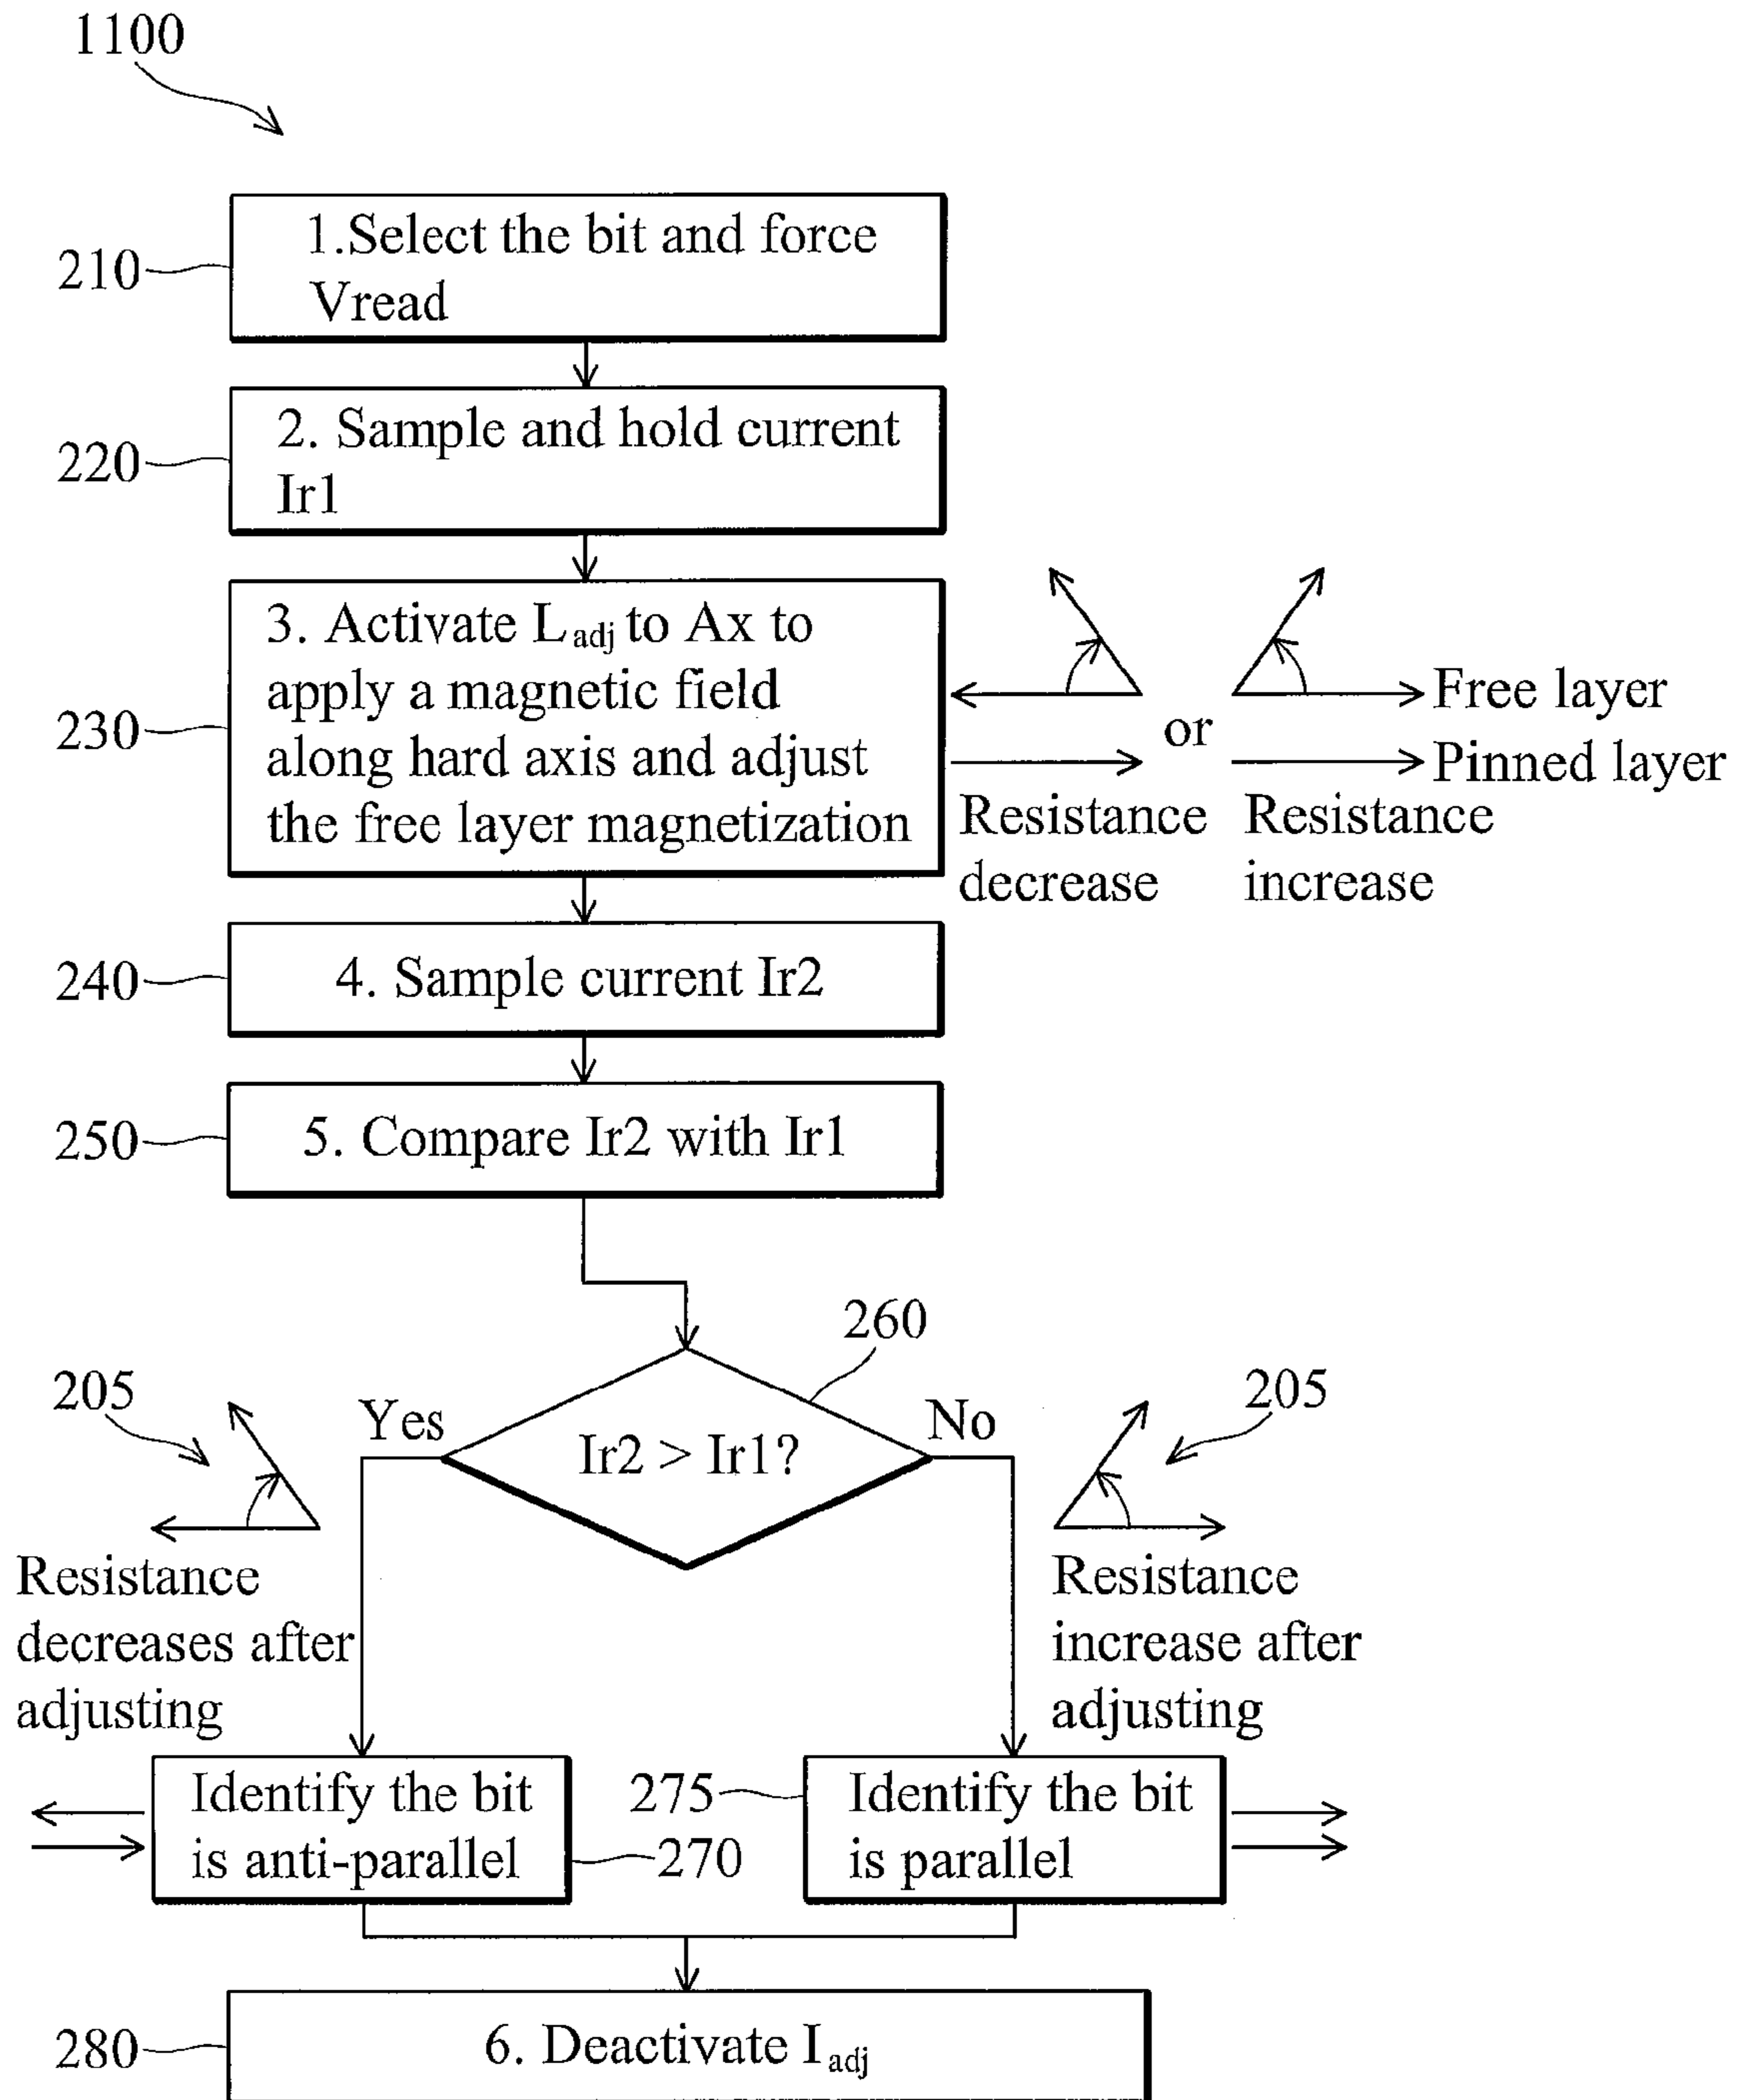 1100
210
1.Select the bit and force
Vread
220
2. Sample and hold current
Ir1
230
3. Activate Ladj to Ax to
apply a magnetic field
along hard axis and adjust
the free layer magnetization
or
Free layer
Pinned layer
Resistance
decrease
Resistance
increase
240
4. Sample current Ir2
250
5. Compare Ir2 with Ir1
260
Ir2 > Ir1?
Yes
No
205
Resistance
decreases after
adjusting
205
Resistance
increase after
adjusting
Identify the bit
is anti-parallel
270
275
Identify the bit
is parallel
280
6. Deactivate Iadj